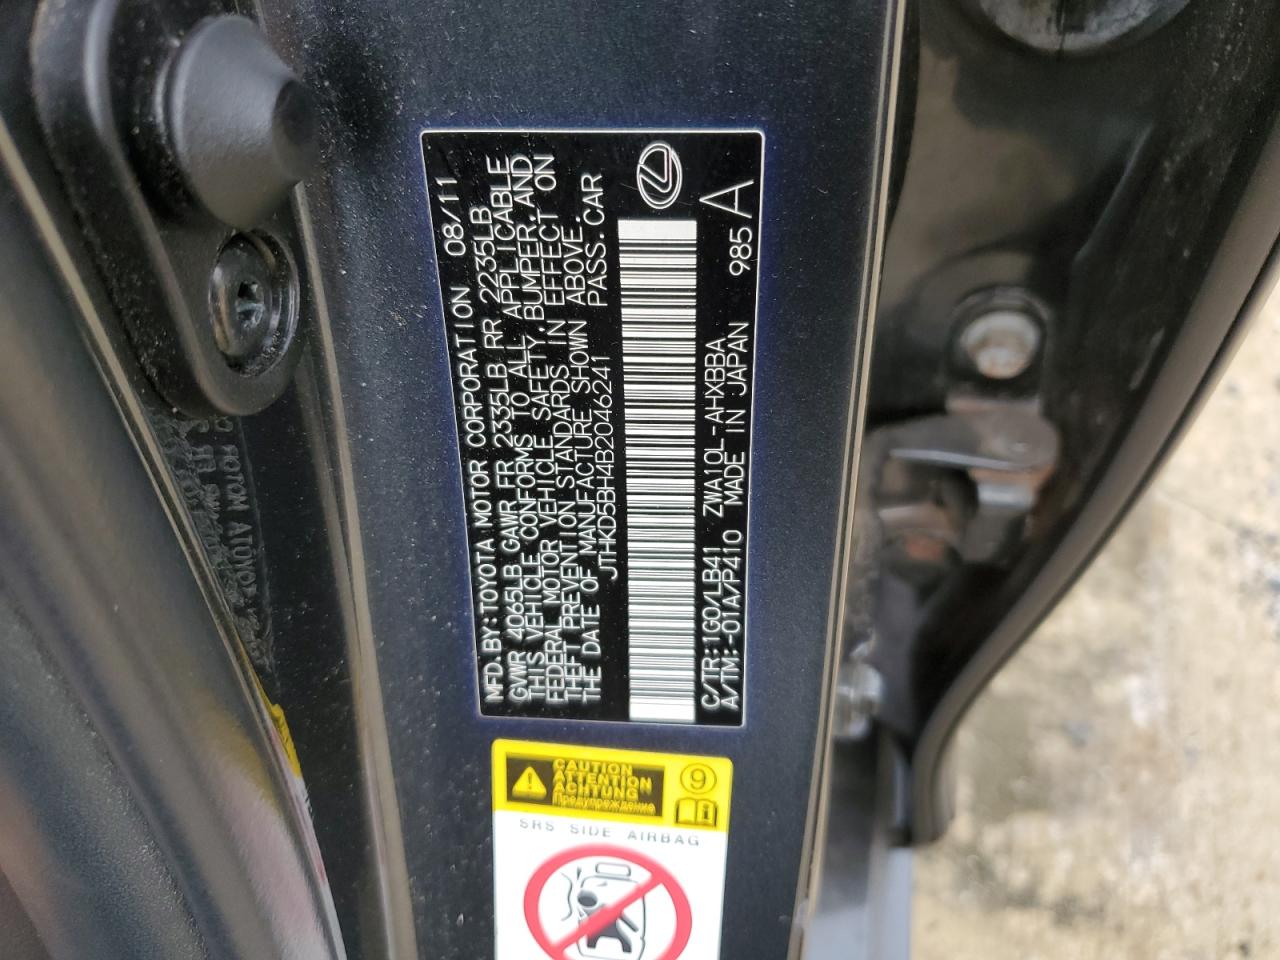 MFD.BY:TOYOTA MOTOR CORPORATION 08/11
GVWR 4065LB GAWR FR 2335LB RR 2235LB
THIS VEHICLE CONFORMS TO ALL APPLICABLE
FEDERAL MOTOR VEHICLE SAFETY,BUMPER,AND
THEFT PREVENTION STANDARDS IN EFFECT ON
THE DATE OF MANUFACTURE SHOWN ABOVE.
JTHKD5BH4B2046241 PASS.CAR
C/TR:1G0/LB41 ZWA10L-AHXBBA
A/TM:-01A/P410 MADE IN JAPAN 985 A
CAUTION
ATTENTION
ACHTUNG
Предупреждение
9
i
SRS SIDE AIRBAG